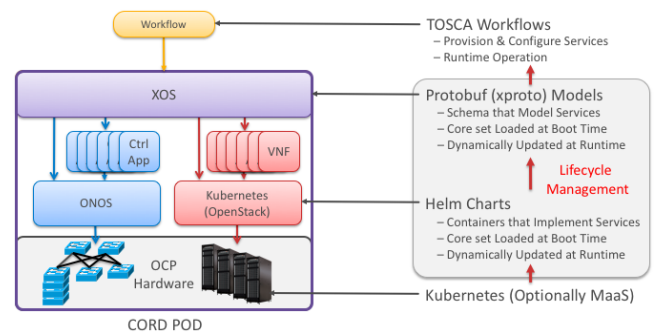 Workflow
XOS
Ctrl
App
VNF
ONOS
Kubernetes
(OpenStack)
OCP
Hardware
CORD POD
TOSCA Workflows
– Provision & Configure Services
– Runtime Operation
Protobuf (xproto) Models
– Schema that Model Services
– Core set Loaded at Boot Time
– Dynamically Updated at Runtime
Lifecycle
Management
Helm Charts
– Containers that Implement Services
– Core set Loaded at Boot Time
– Dynamically Updated at Runtime
Kubernetes (Optionally MaaS)